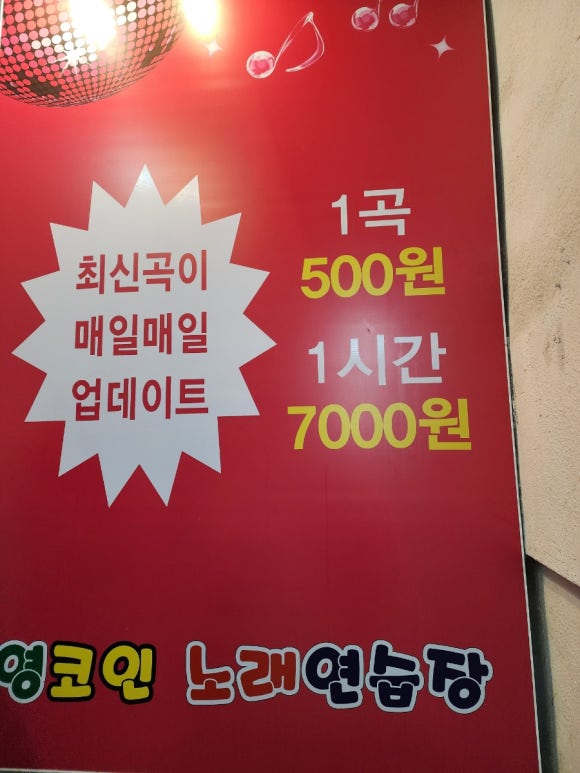 최신곡이
매일매일
업데이트
1곡
500원
1시간
7000원
영코인 노래연습장